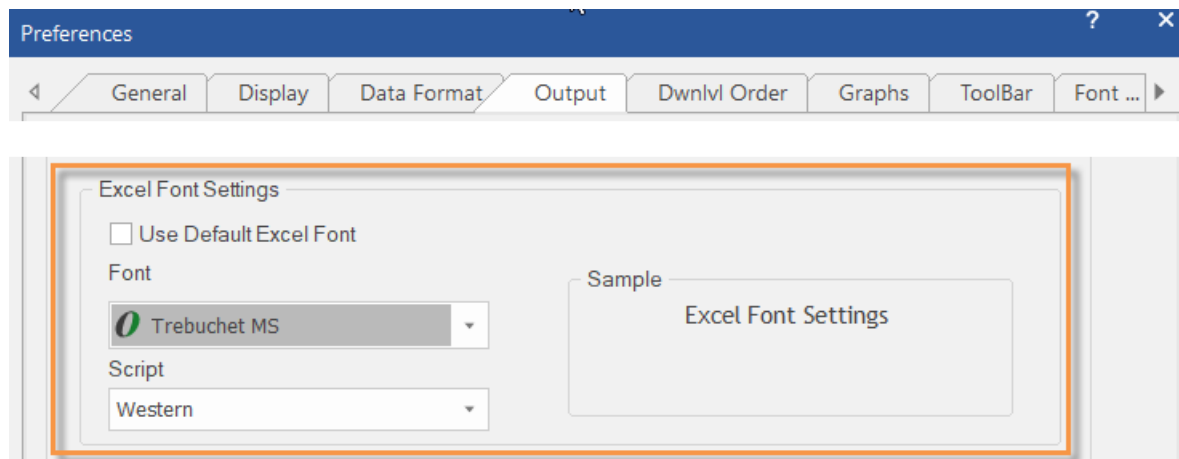 Preferences ? ×
General Display Data Format Output Dwnlvl Order Graphs ToolBar Font ...
Excel Font Settings
Use Default Excel Font
Font
Sample
Excel Font Settings
Trebuchet MS
Script
Western